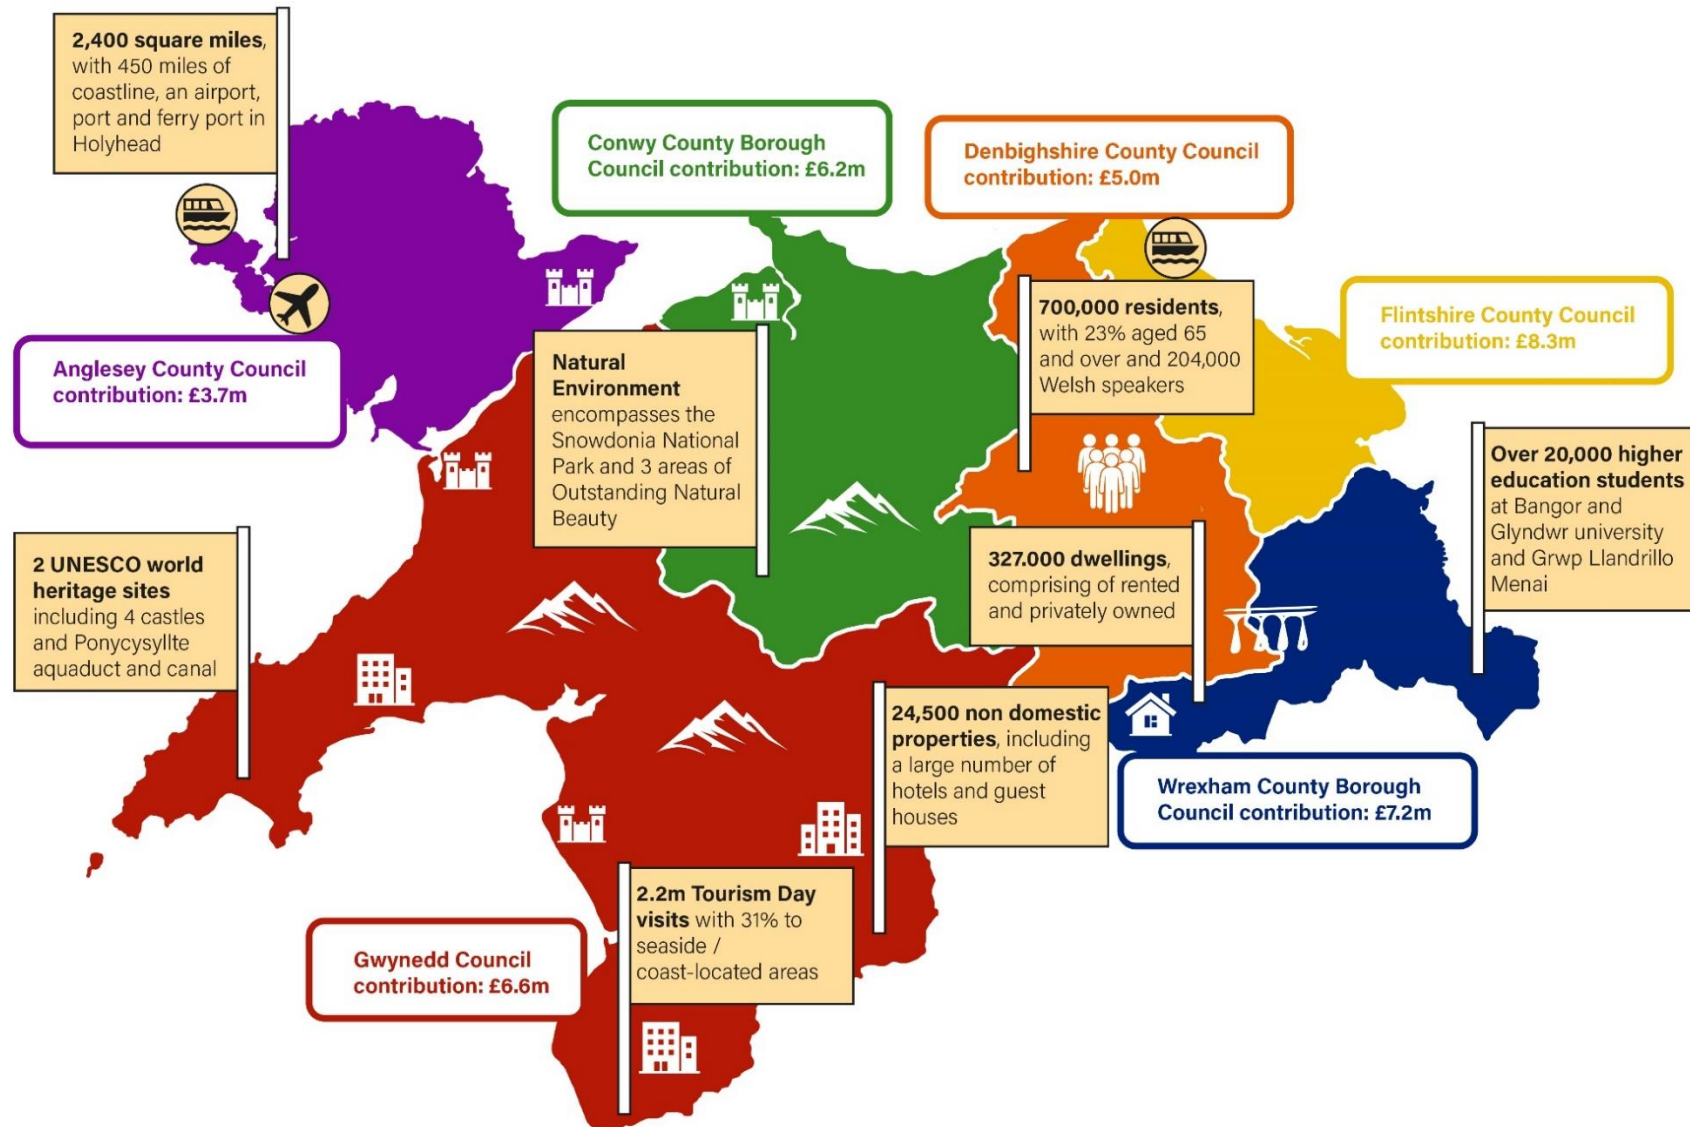 2,400 square miles,
with 450 miles of
coastline, an airport,
port and ferry port in
Holyhead
Conwy County Borough
Council contribution: £6.2m
Denbighshire County Council
contribution: £5.0m
Anglesey County Council
contribution: £3.7m
Natural
Environment
encompasses the
Snowdonia National
Park and 3 areas of
Outstanding Natural
Beauty
700,000 residents,
with 23% aged 65
and over and 204,000
Welsh speakers
Flintshire County Council
contribution: £8.3m
2 UNESCO world
heritage sites
including 4 castles
and Ponycysyllte
aquaduct and canal
327.000 dwellings,
comprising of rented
and privately owned
Over 20,000 higher
education students
at Bangor and
Glyndwr university
and Grwp Llandrillo
Menai
24,500 non domestic
properties, including
a large number of
hotels and guest
houses
Wrexham County Borough
Council contribution: £7.2m
Gwynedd Council
contribution: £6.6m
2.2m Tourism Day
visits with 31% to
seaside /
coast-located areas